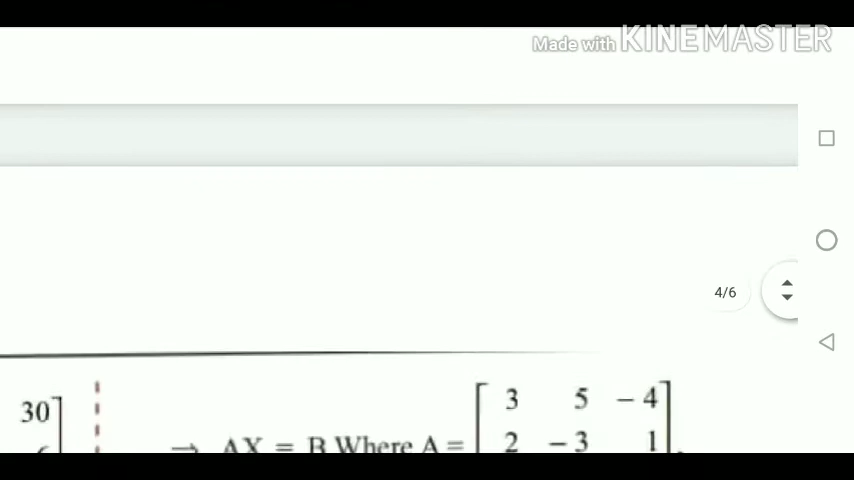 Made with KINEMASTER
4/6
30
3 5 – 4
→ AX = B Where A =
2 – 3 1